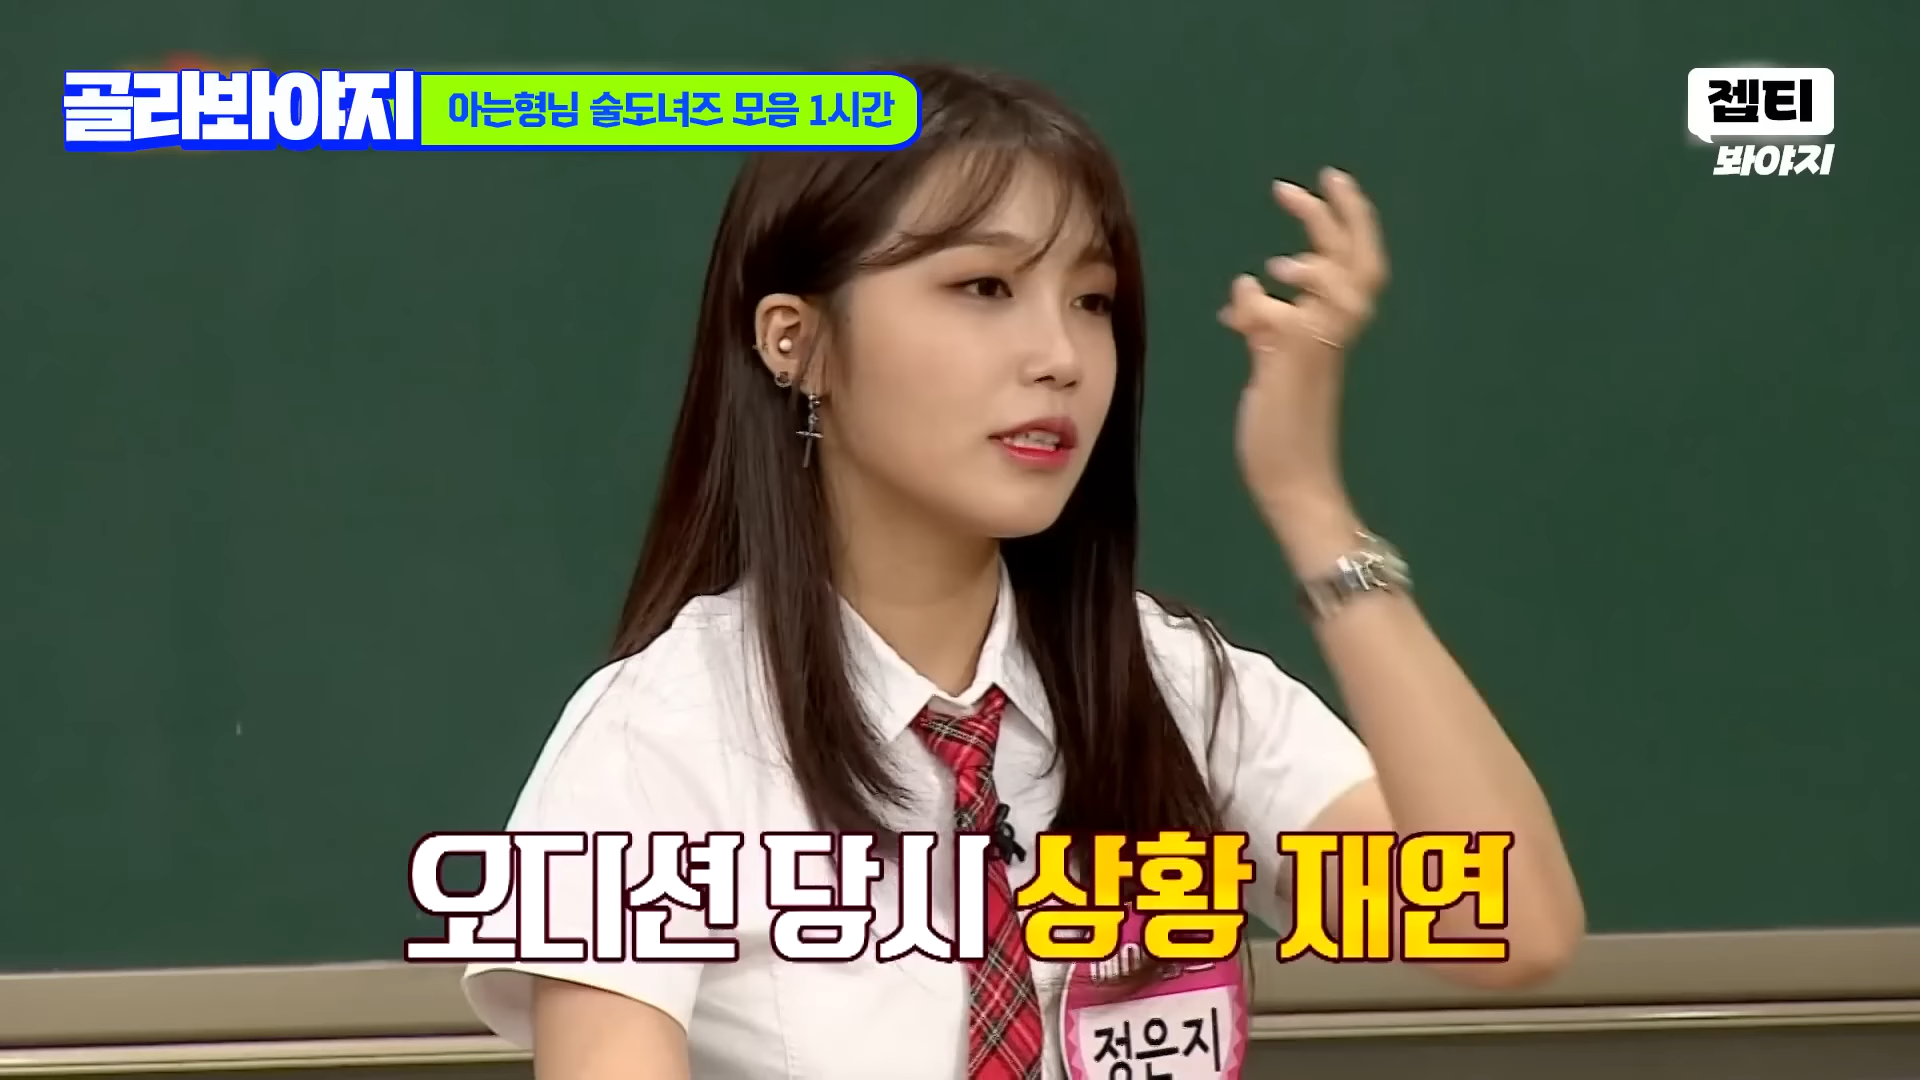 골라봐야지 아는형님 술도녀즈 모음 1시간
젭티
봐야지
오디션 당시 상황 재연
정은지